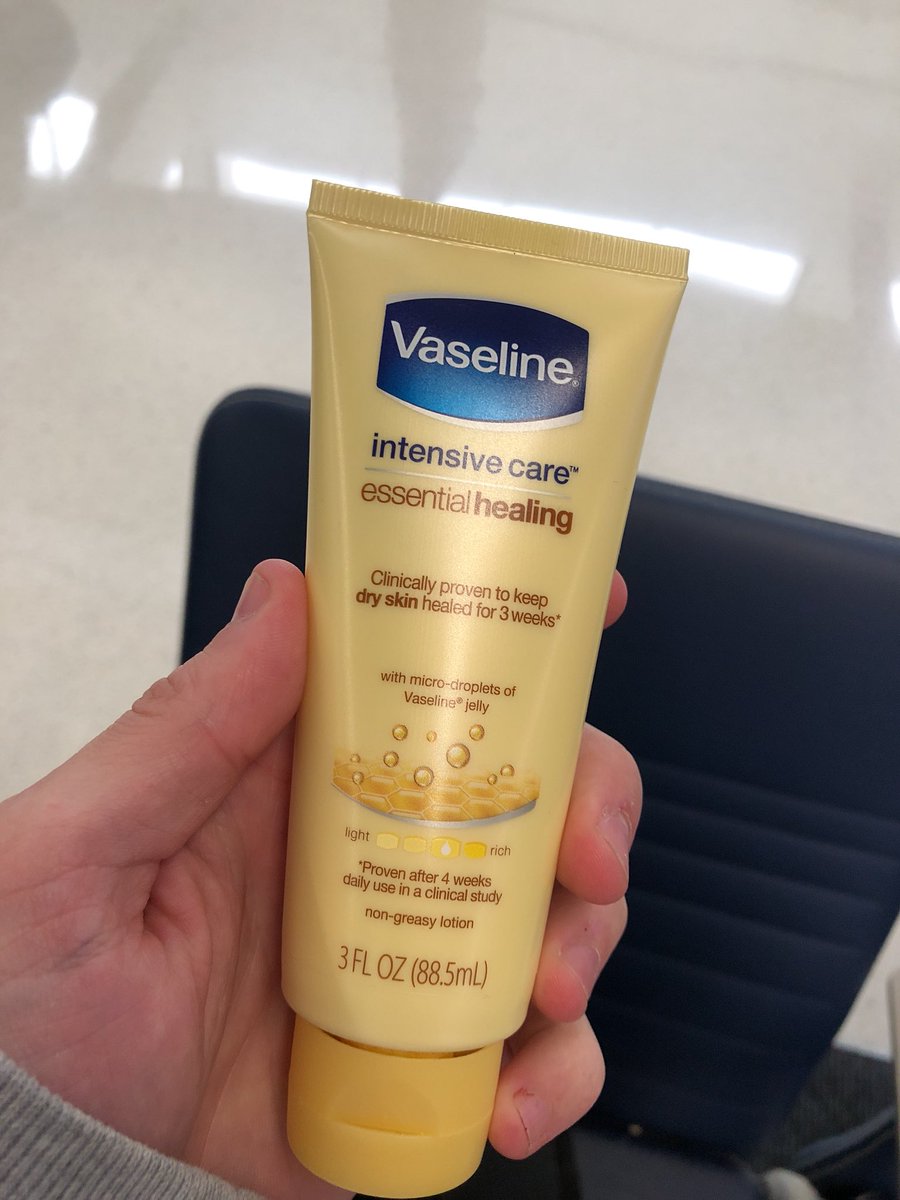 Vaseline®
intensive care™
essential healing
Clinically proven to keep
dry skin healed for 3 weeks*
with micro-droplets of
Vaseline® jelly
light rich
*Proven after 4 weeks
daily use in a clinical study
non-greasy lotion
3 FL OZ (88.5mL)